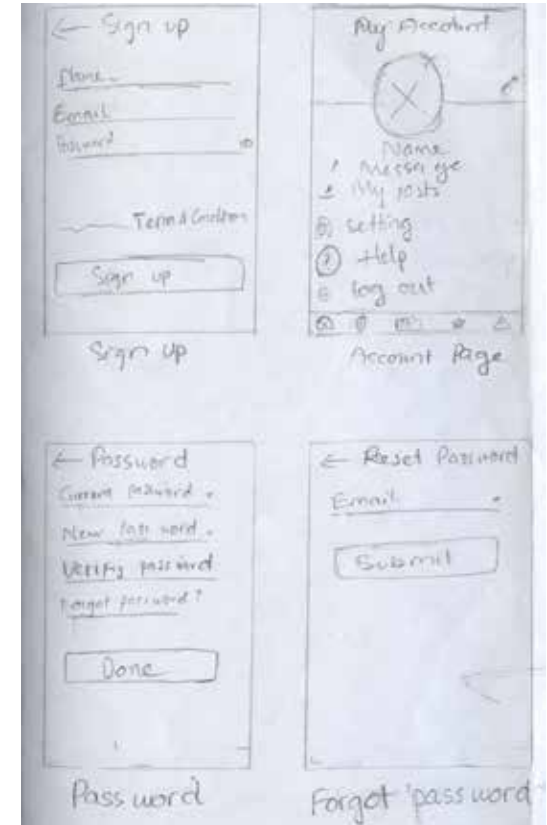 Sign up
Name
Email
Password
Term & Condition
Sign up
Sign up
My Account
Name
Message
My posts
setting
Help
log out
Account Page
Password
Current password
New password
Verify password
Forgot password?
Done
Password
Reset Password
Email
Submit
Forgot password